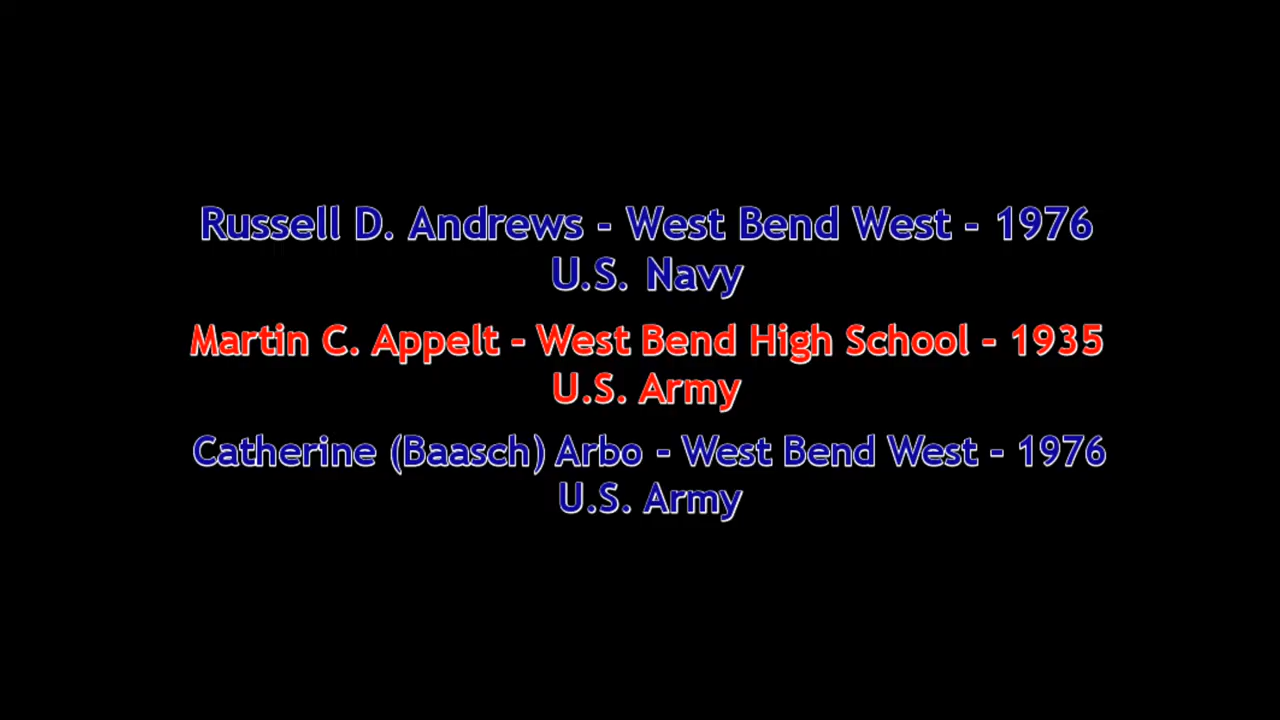 Russell D. Andrews - West Bend West - 1976
U.S. Navy
Martin C. Appelt - West Bend High School - 1935
U.S. Army
Catherine (Baasch) Arbo - West Bend West - 1976
U.S. Army